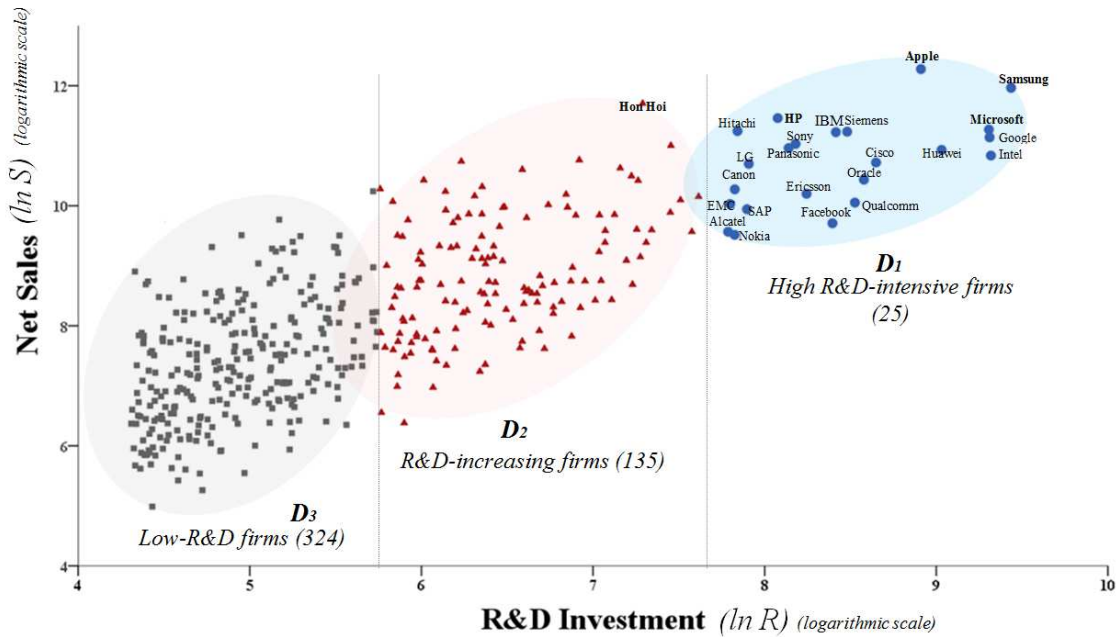 Net Sales (ln S) (logarithmic scale)
12
10
8
6
4
4
5
6
7
8
9
10
R&D Investment (ln R) (logarithmic scale)
Apple
Samsung
Hon Hoi
Hitachi
HP
IBM
Siemens
Microsoft
Google
Sony
Panasonic
Cisco
Huawei
Intel
LG
Oracle
Canon
Ericsson
EMC
SAP
Facebook
Qualcomm
Alcatel
Nokia
D1
High R&D-intensive firms
(25)
D2
R&D-increasing firms (135)
D3
Low-R&D firms (324)